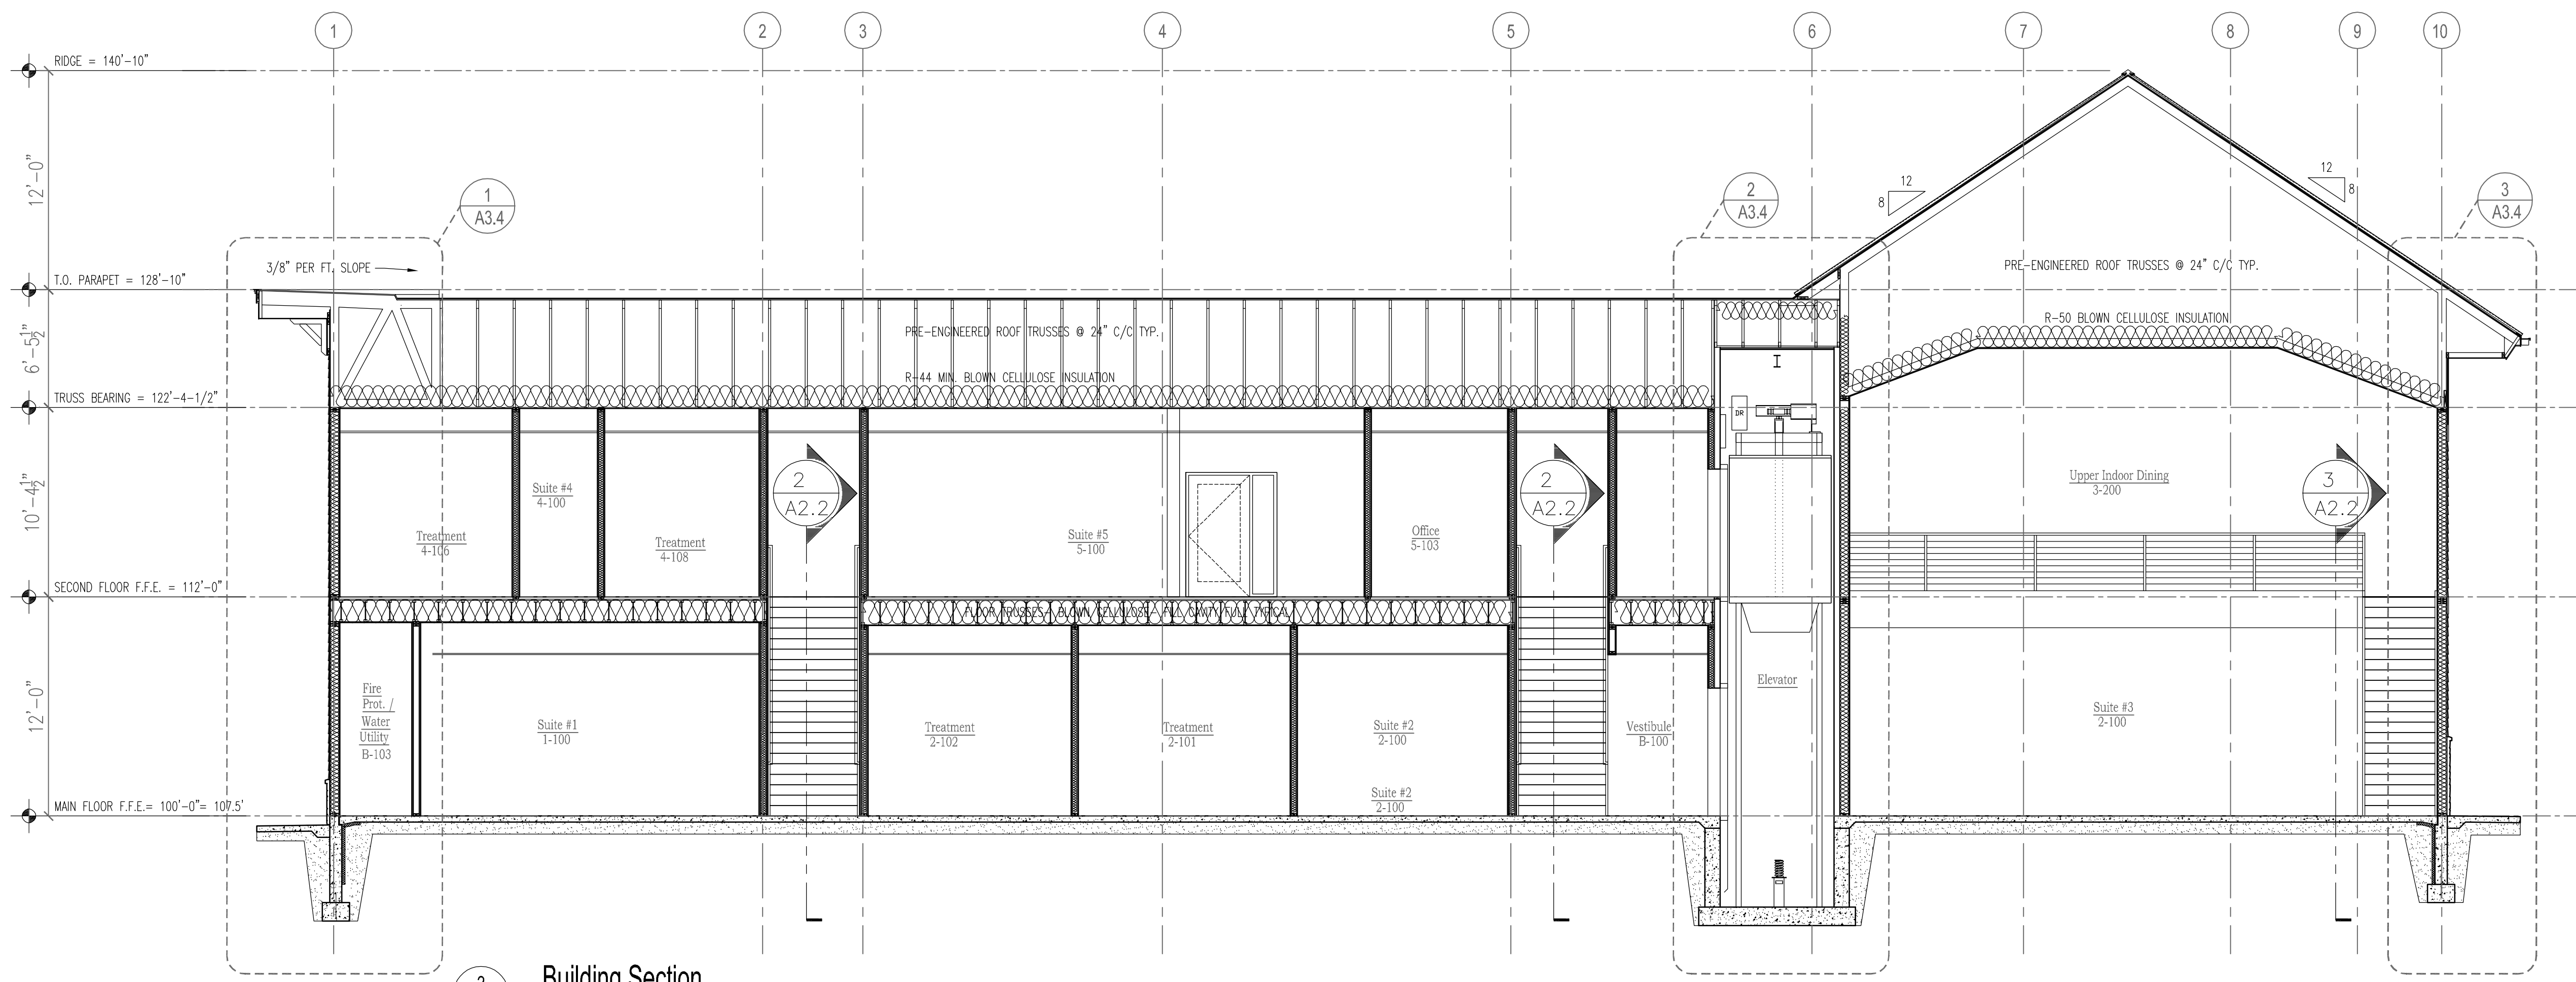 1 2 3 4 5 6 7 8 9 10
RIDGE = 140'-10"
12'-0"
12
8
12
8
1
A3.4
2
A3.4
3
A3.4
3/8" PER FT. SLOPE
T.O. PARAPET = 128'-10"
PRE-ENGINEERED ROOF TRUSSES @ 24" C/C TYP.
R-50 BLOWN CELLULOSE INSULATION
PRE-ENGINEERED ROOF TRUSSES @ 24" C/C TYP.
6'-5 1/2"
R-44 MIN. BLOWN CELLULOSE INSULATION
TRUSS BEARING = 122'-4-1/2"
DR
10'-4 1/2"
Suite #4
4-100
Treatment
4-106
Treatment
4-108
2
A2.2
Suite #5
5-100
Office
5-103
2
A2.2
Upper Indoor Dining
3-200
3
A2.2
SECOND FLOOR F.F.E. = 112'-0"
FLOOR TRUSSES- BLOWN CELLULOSE- FULL CAVITY FULL TYPICAL
12'-0"
Fire
Prot. /
Water
Utility
B-103
Suite #1
1-100
Treatment
2-102
Treatment
2-101
Suite #2
2-100
Suite #2
2-100
Vestibule
B-100
Elevator
Suite #3
2-100
MAIN FLOOR F.F.E.= 100'-0"= 107.5'
Building Section